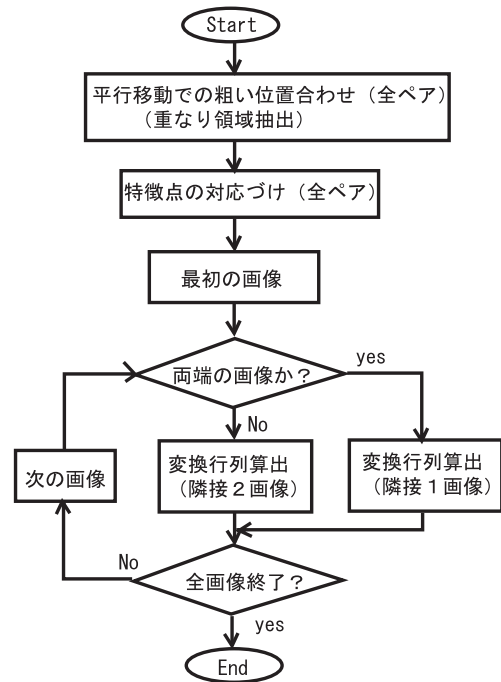 Start
平行移動での粗い位置合わせ（全ペア）
（重なり領域抽出）
特徴点の対応づけ（全ペア）
最初の画像
両端の画像か？
yes
No
変換行列算出
（隣接２画像）
変換行列算出
（隣接１画像）
次の画像
No
全画像終了？
yes
End